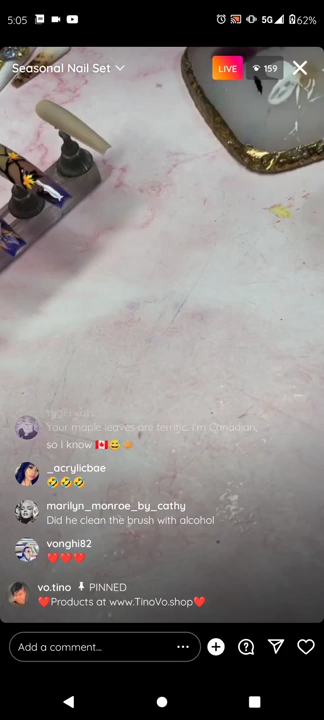 5:05
5G
62%
Seasonal Nail Set
LIVE
159
Your maple leaves are terrific. I'm Canadian,
so i know 🇨🇦😅🍁
_acrylicbae
🤣🤣🤣
marilyn_monroe_by_cathy
Did he clean the brush with alcohol
vonghi82
❤️❤️❤️
vo.tino 📌 PINNED
❤️Products at www.TinoVo.shop❤️
Add a comment...